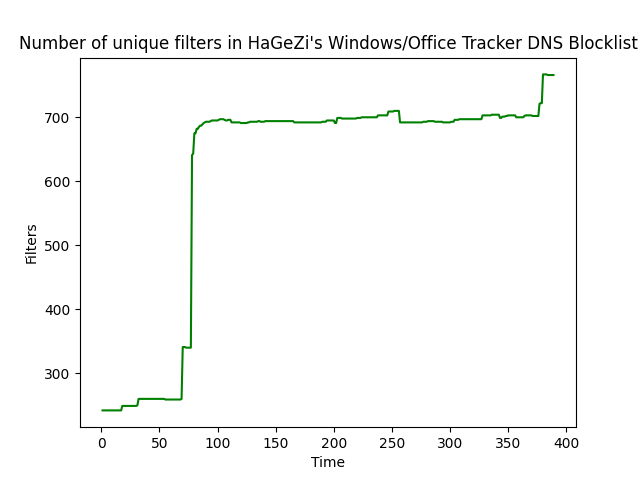 Number of unique filters in HaGeZi's Windows/Office Tracker DNS Blocklist
700
600
500
400
300
Filters
0 50 100 150 200 250 300 350 400
Time